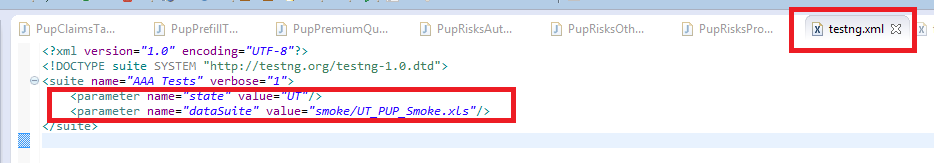 PupClaimsTa... PupPrefillT... PupPremiumQu... PupRisksAut... PupRisksOth... PupRisksPro... testng.xml
<?xml version="1.0" encoding="UTF-8"?>
<!DOCTYPE suite SYSTEM "http://testng.org/testng-1.0.dtd">
<suite name="AAA Tests" verbose="1">
<parameter name="state" value="UT"/>
<parameter name="dataSuite" value="smoke/UT_PUP_Smoke.xls"/>
</suite>